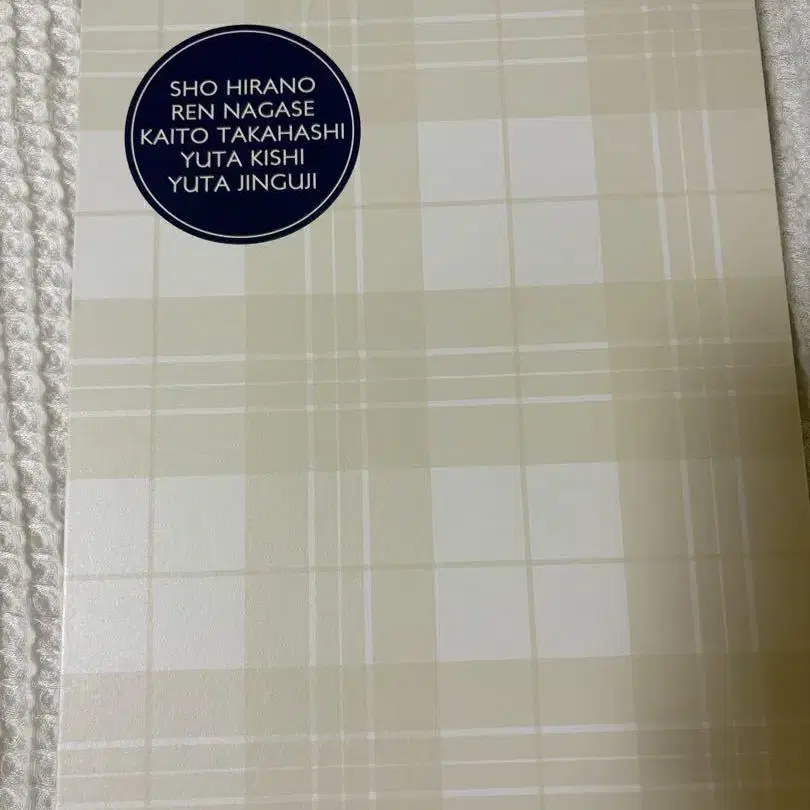 SHO HIRANO
REN NAGASE
KAITO TAKAHASHI
YUTA KISHI
YUTA JINGUJI